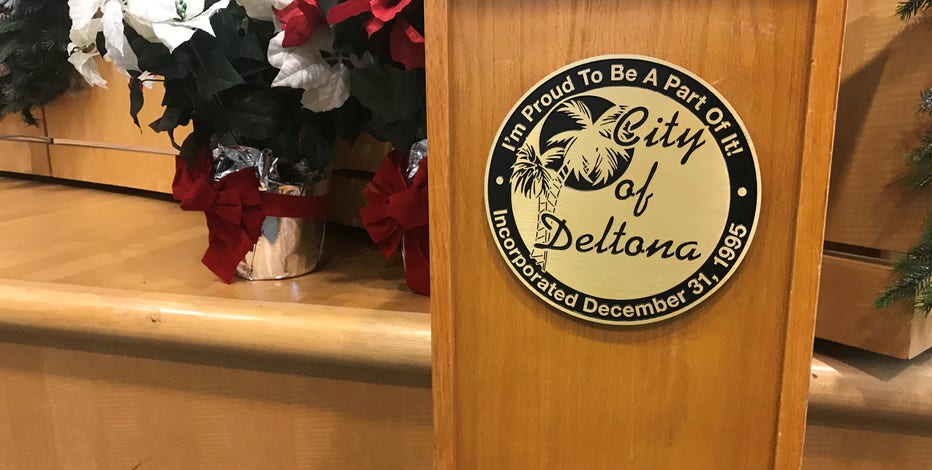 I'm Proud To Be A Part Of It!
City
of
Deltona
Incorporated December 31, 1995